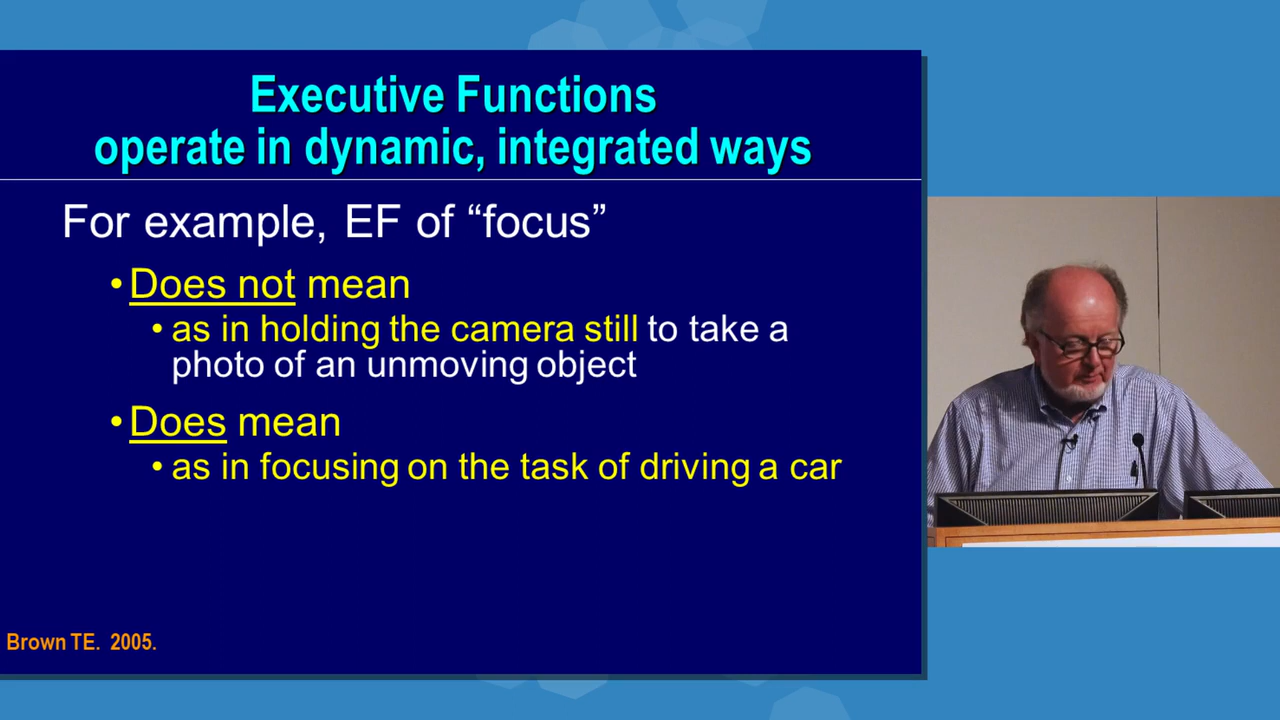 Executive Functions
operate in dynamic, integrated ways
For example, EF of “focus”
•Does not mean
• as in holding the camera still to take a
photo of an unmoving object
•Does mean
• as in focusing on the task of driving a car
Brown TE. 2005.